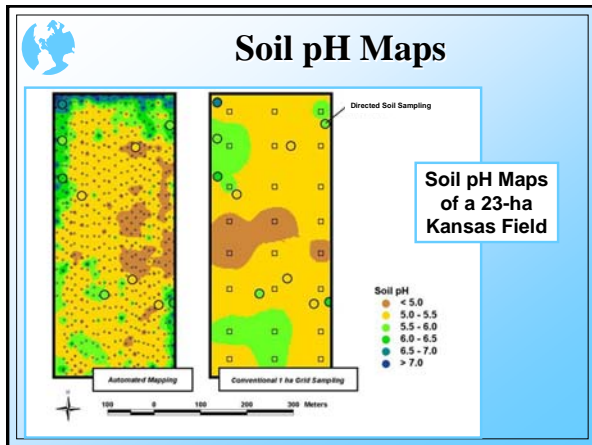 Soil pH Maps
Directed Soil Sampling
Soil pH Maps
of a 23-ha
Kansas Field
Soil pH
< 5.0
5.0 - 5.5
5.5 - 6.0
6.0 - 6.5
6.5 - 7.0
> 7.0
Automated Mapping
Conventional 1 ha Grid Sampling
100 0 100 200 300 Meters